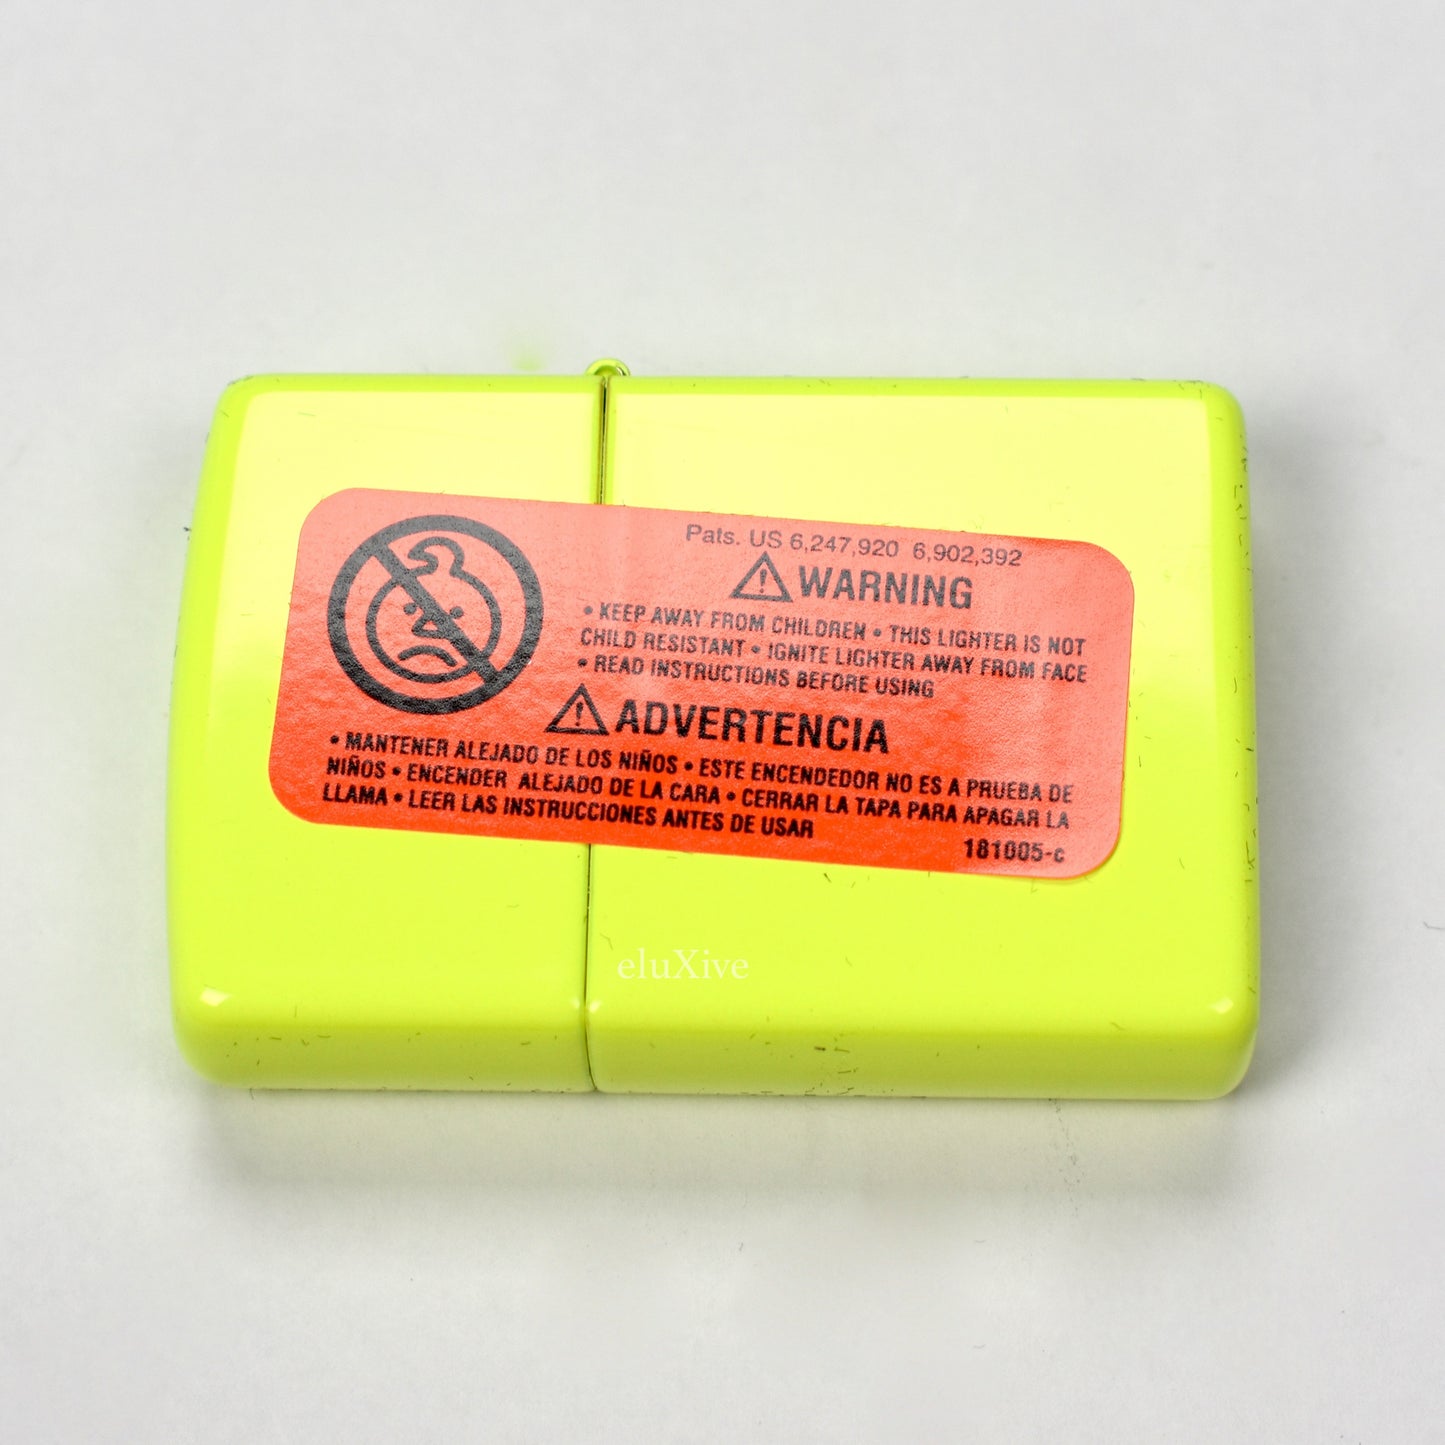 Pats. US 6,247,920 6,902,392
⚠ WARNING
• KEEP AWAY FROM CHILDREN • THIS LIGHTER IS NOT
CHILD RESISTANT • IGNITE LIGHTER AWAY FROM FACE
• READ INSTRUCTIONS BEFORE USING
⚠ ADVERTENCIA
• MANTENER ALEJADO DE LOS NIÑOS • ESTE ENCENDEDOR NO ES A PRUEBA DE
NIÑOS • ENCENDER ALEJADO DE LA CARA • CERRAR LA TAPA PARA APAGAR LA
LLAMA • LEER LAS INSTRUCCIONES ANTES DE USAR
181005-c
eluXive